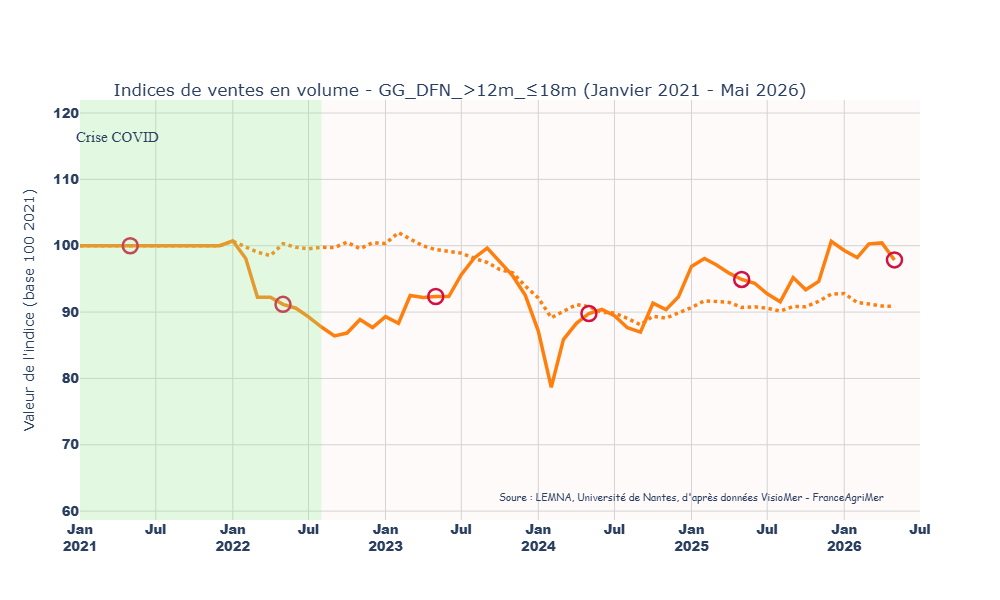 Indices de ventes en volume - GG_DFN_>12m_≤18m (Janvier 2021 - Mai 2026)
Crise COVID
Valeur de l'indice (base 100 2021)
120
110
100
90
80
70
60
Soure : LEMNA, Université de Nantes, d'après données VisioMer - FranceAgriMer
Jan Jul Jan Jul Jan Jul Jan Jul Jan Jul Jan Jul
2021 2022 2023 2024 2025 2026